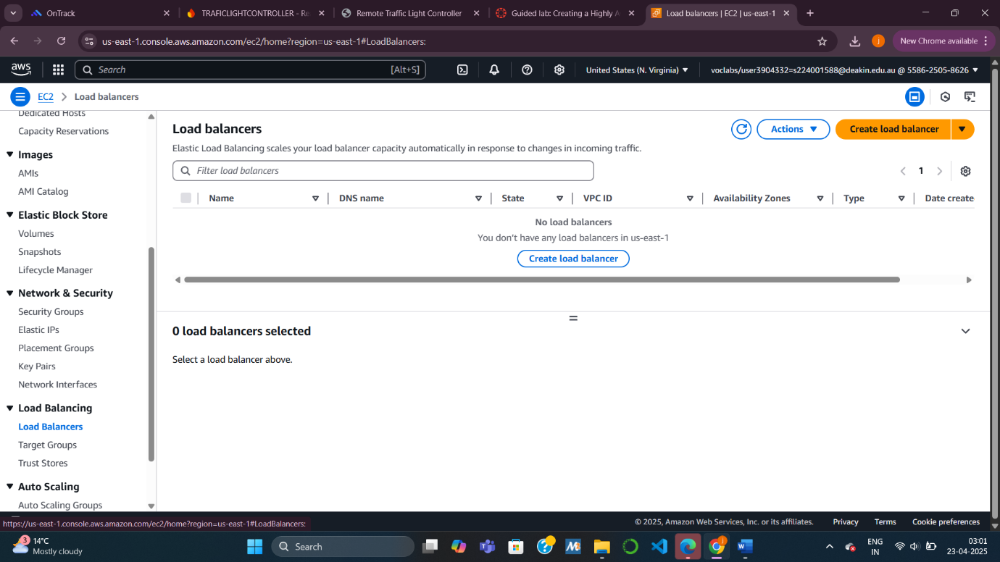 OnTrack
TRAFICLIGHTCONTROLLER - Re
Remote Traffic Light Controller
Guided lab: Creating a Highly A
Load balancers | EC2 | us-east-1
us-east-1.console.aws.amazon.com/ec2/home?region=us-east-1#LoadBalancers:
j
New Chrome available
aws
Search
[Alt+S]
United States (N. Virginia)
voclabs/user3904332=s224001588@deakin.edu.au @ 5586-2505-8626
EC2
Load balancers
Dedicated Hosts
Capacity Reservations
Images
AMIs
AMI Catalog
Elastic Block Store
Volumes
Snapshots
Lifecycle Manager
Network & Security
Security Groups
Elastic IPs
Placement Groups
Key Pairs
Network Interfaces
Load Balancing
Load Balancers
Target Groups
Trust Stores
Auto Scaling
Auto Scaling Groups
Load balancers
Actions
Create load balancer
Elastic Load Balancing scales your load balancer capacity automatically in response to changes in incoming traffic.
Filter load balancers
1
Name
DNS name
State
VPC ID
Availability Zones
Type
Date create
No load balancers
You don’t have any load balancers in us-east-1
Create load balancer
0 load balancers selected
Select a load balancer above.
https://us-east-1.console.aws.amazon.com/ec2/home?region=us-east-1#LoadBalancers:
© 2025, Amazon Web Services, Inc. or its affiliates.
Privacy
Terms
Cookie preferences
3
14°C
Mostly cloudy
Search
ENG
IN
03:01
23-04-2025